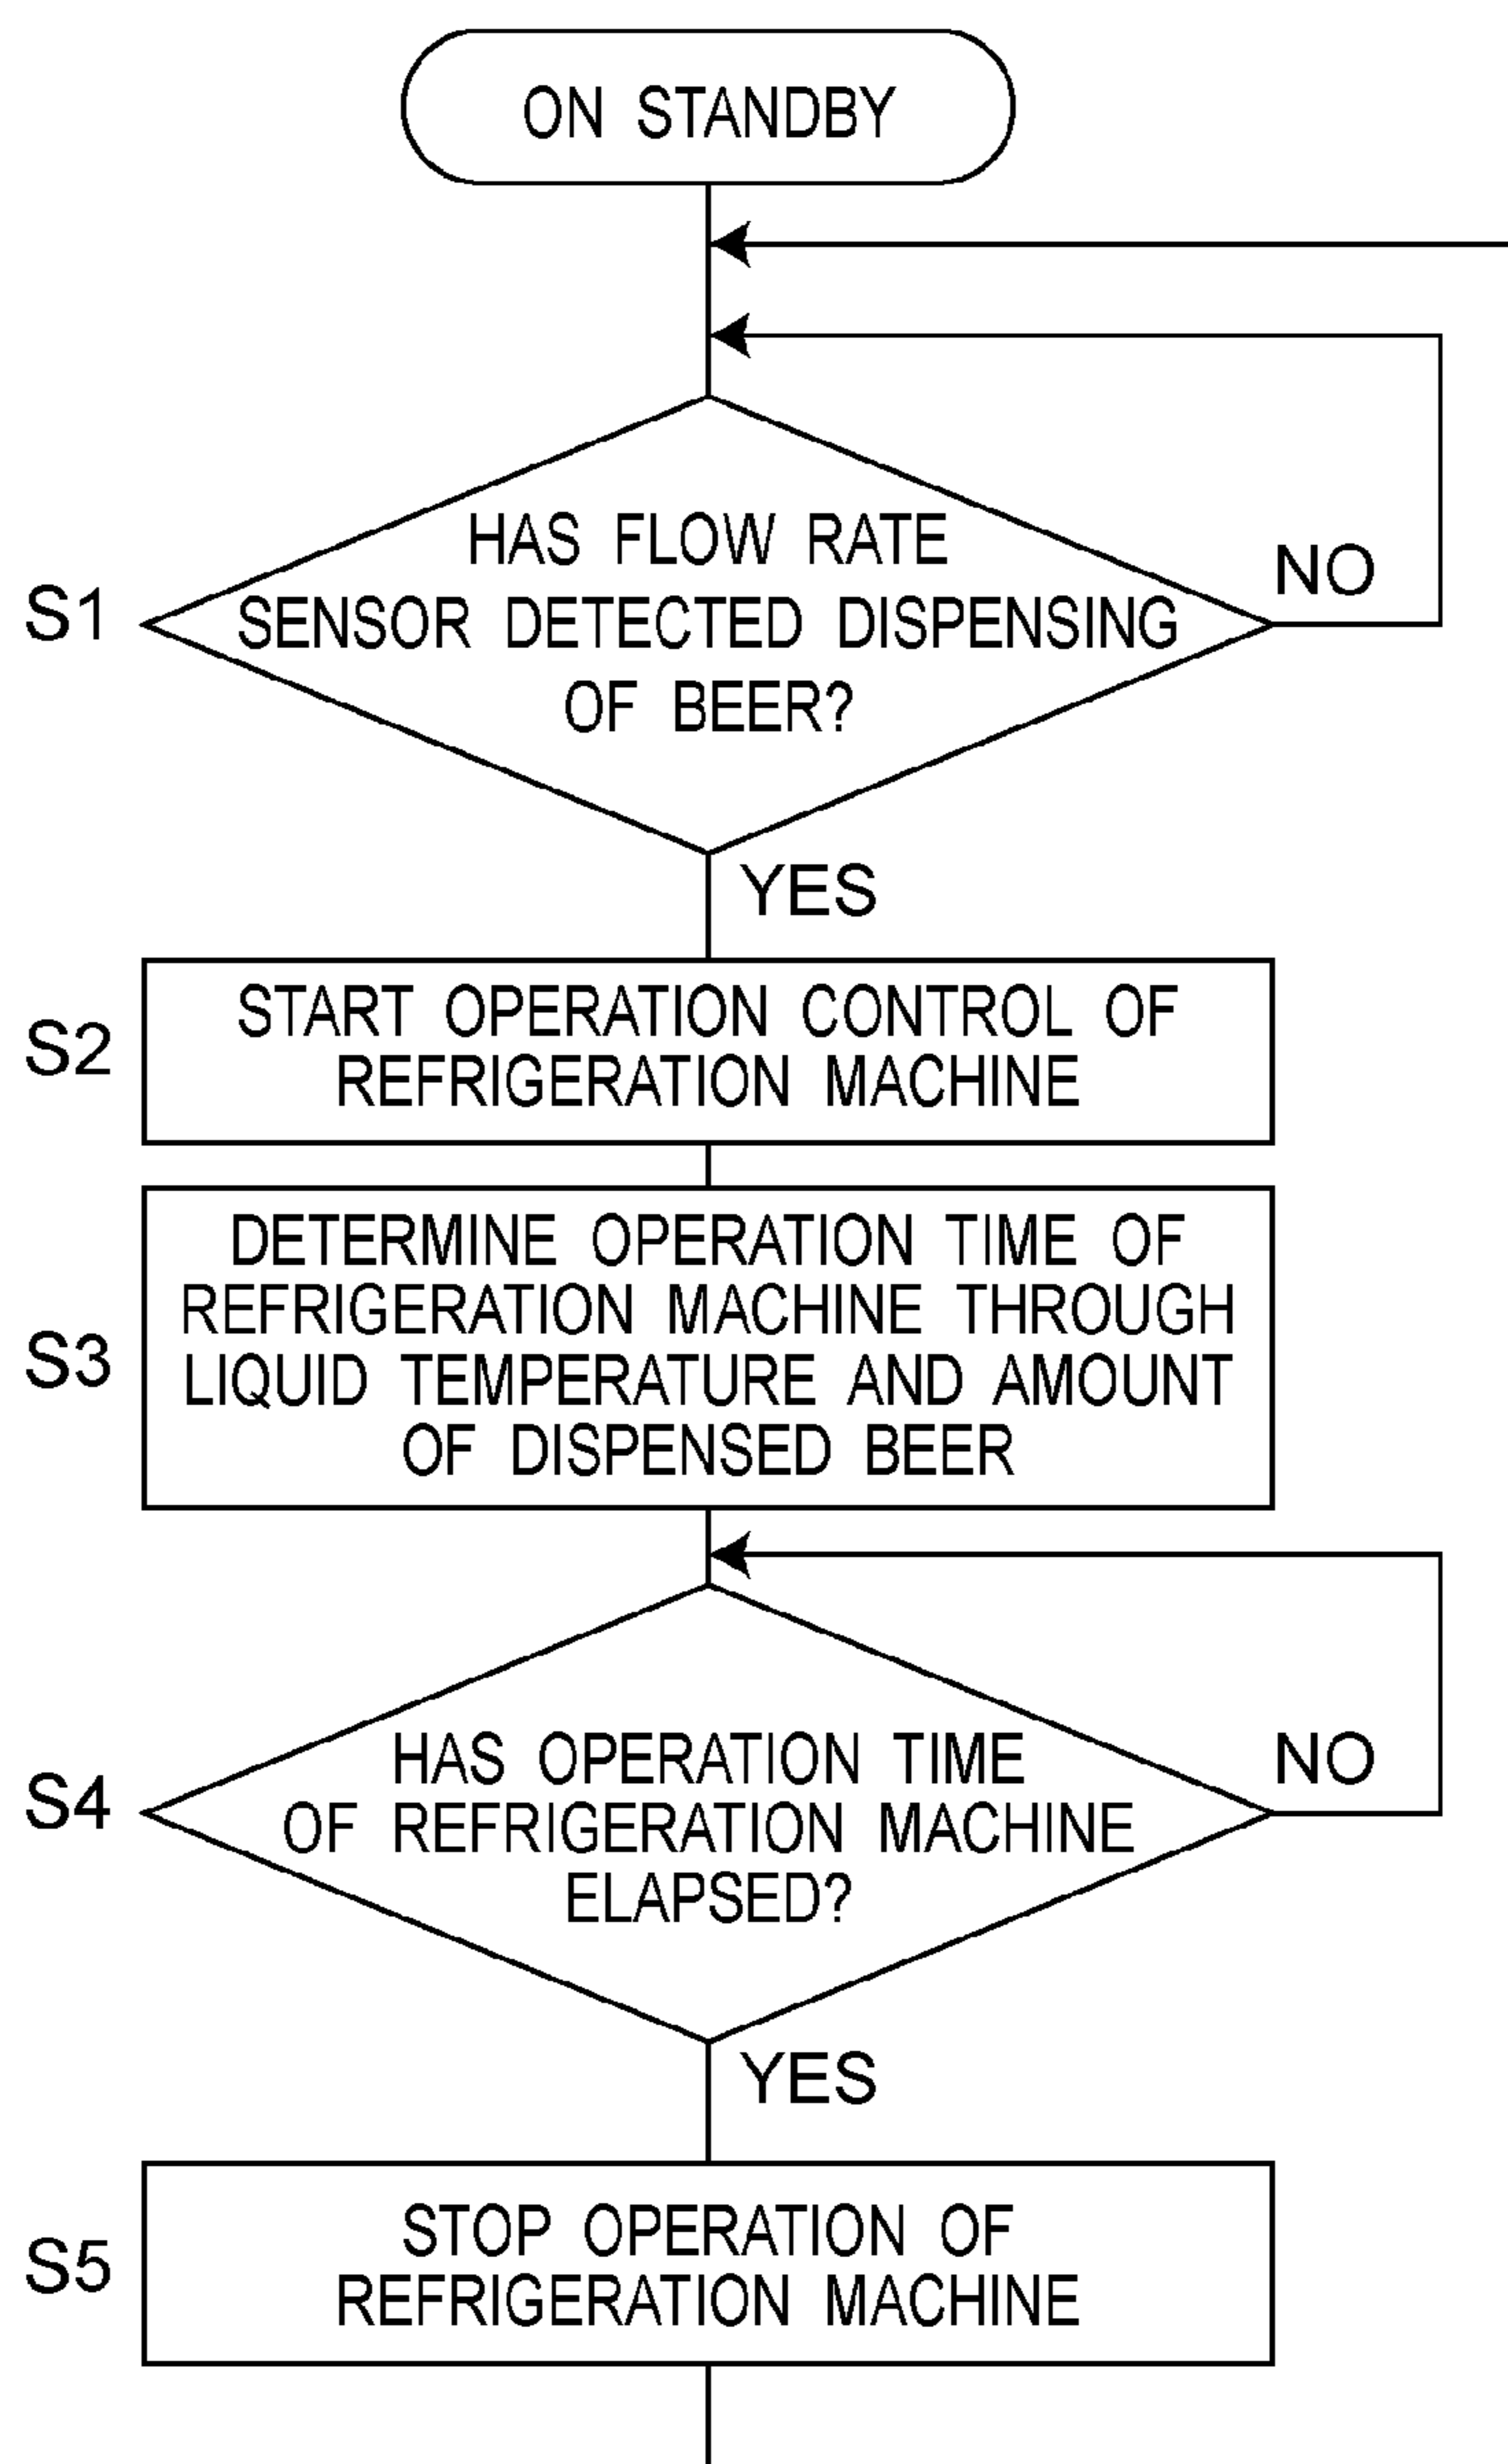 ON STANDBY
HAS FLOW RATE
SENSOR DETECTED DISPENSING
OF BEER?
S1
NO
YES
S2
START OPERATION CONTROL OF
REFRIGERATION MACHINE
S3
DETERMINE OPERATION TIME OF
REFRIGERATION MACHINE THROUGH
LIQUID TEMPERATURE AND AMOUNT
OF DISPENSED BEER
S4
HAS OPERATION TIME
OF REFRIGERATION MACHINE
ELAPSED?
NO
YES
S5
STOP OPERATION OF
REFRIGERATION MACHINE